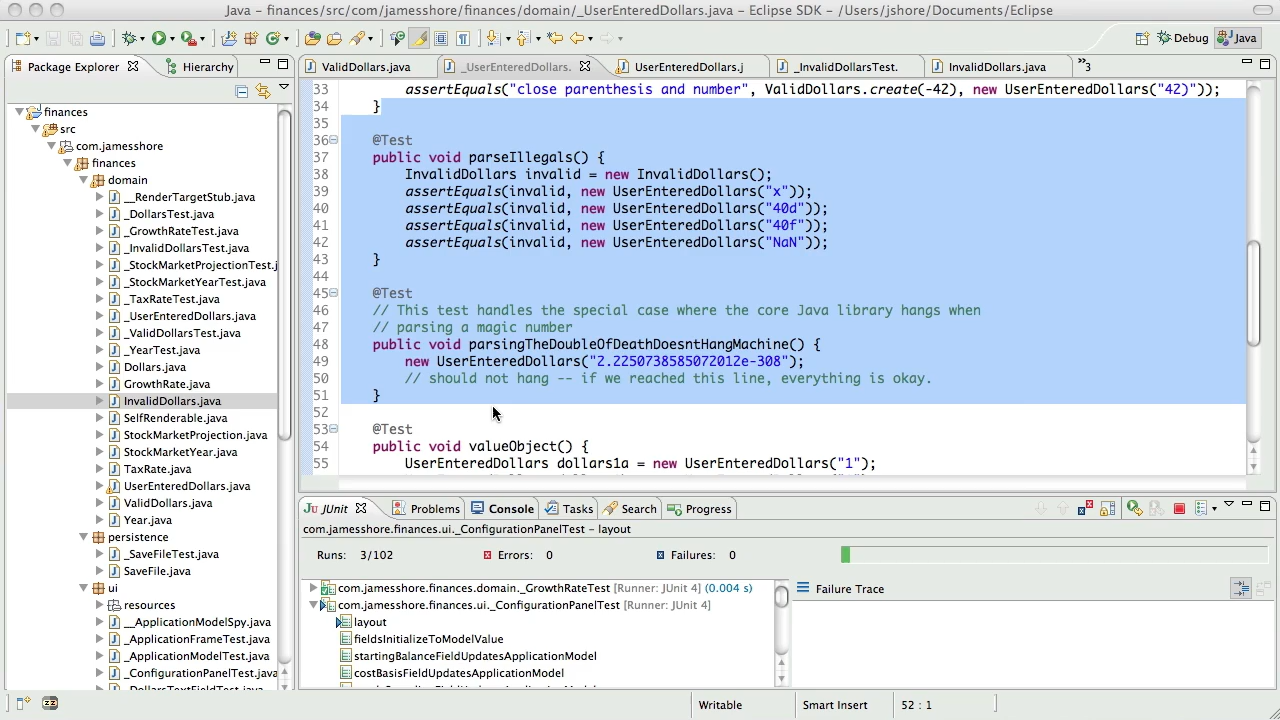 Java – finances/src/com/jamesshore/finances/domain/_UserEnteredDollars.java – Eclipse SDK – /Users/jshore/Documents/Eclipse
Debug
Java
Package Explorer
Hierarchy
finances
src
com.jamesshore
finances
domain
__RenderTargetStub.java
_DollarsTest.java
_GrowthRateTest.java
_InvalidDollarsTest.java
_StockMarketProjectionTest.j
_StockMarketYearTest.java
_TaxRateTest.java
_UserEnteredDollars.java
_ValidDollarsTest.java
_YearTest.java
Dollars.java
GrowthRate.java
InvalidDollars.java
SelfRenderable.java
StockMarketProjection.java
StockMarketYear.java
TaxRate.java
UserEnteredDollars.java
ValidDollars.java
Year.java
persistence
_SaveFileTest.java
SaveFile.java
ui
resources
__ApplicationModelSpy.java
_ApplicationFrameTest.java
_ApplicationModelTest.java
_ConfigurationPanelTest.java
_DollarsTextFieldTest.java
ValidDollars.java
_UserEnteredDollars.
UserEnteredDollars.j
_InvalidDollarsTest.
InvalidDollars.java
»3
33 assertEquals("close parenthesis and number", ValidDollars.create(-42), new UserEnteredDollars("42)"));
34 }
35
36 @Test
37 public void parseIllegals() {
38 InvalidDollars invalid = new InvalidDollars();
39 assertEquals(invalid, new UserEnteredDollars("x"));
40 assertEquals(invalid, new UserEnteredDollars("40d"));
41 assertEquals(invalid, new UserEnteredDollars("40f"));
42 assertEquals(invalid, new UserEnteredDollars("NaN"));
43 }
44
45 @Test
46 // This test handles the special case where the core Java library hangs when
47 // parsing a magic number
48 public void parsingTheDoubleOfDeathDoesntHangMachine() {
49 new UserEnteredDollars("2.2250738585072012e-308");
50 // should not hang -- if we reached this line, everything is okay.
51 }
52
53 @Test
54 public void valueObject() {
55 UserEnteredDollars dollars1a = new UserEnteredDollars("1");
JUnit
Problems
Console
Tasks
Search
Progress
com.jamesshore.finances.ui._ConfigurationPanelTest – layout
Runs: 3/102
Errors: 0
Failures: 0
com.jamesshore.finances.domain._GrowthRateTest [Runner: JUnit 4] (0.004 s)
com.jamesshore.finances.ui._ConfigurationPanelTest [Runner: JUnit 4]
layout
fieldsInitializeToModelValue
startingBalanceFieldUpdatesApplicationModel
costBasisFieldUpdatesApplicationModel
Failure Trace
Writable
Smart Insert
52 : 1